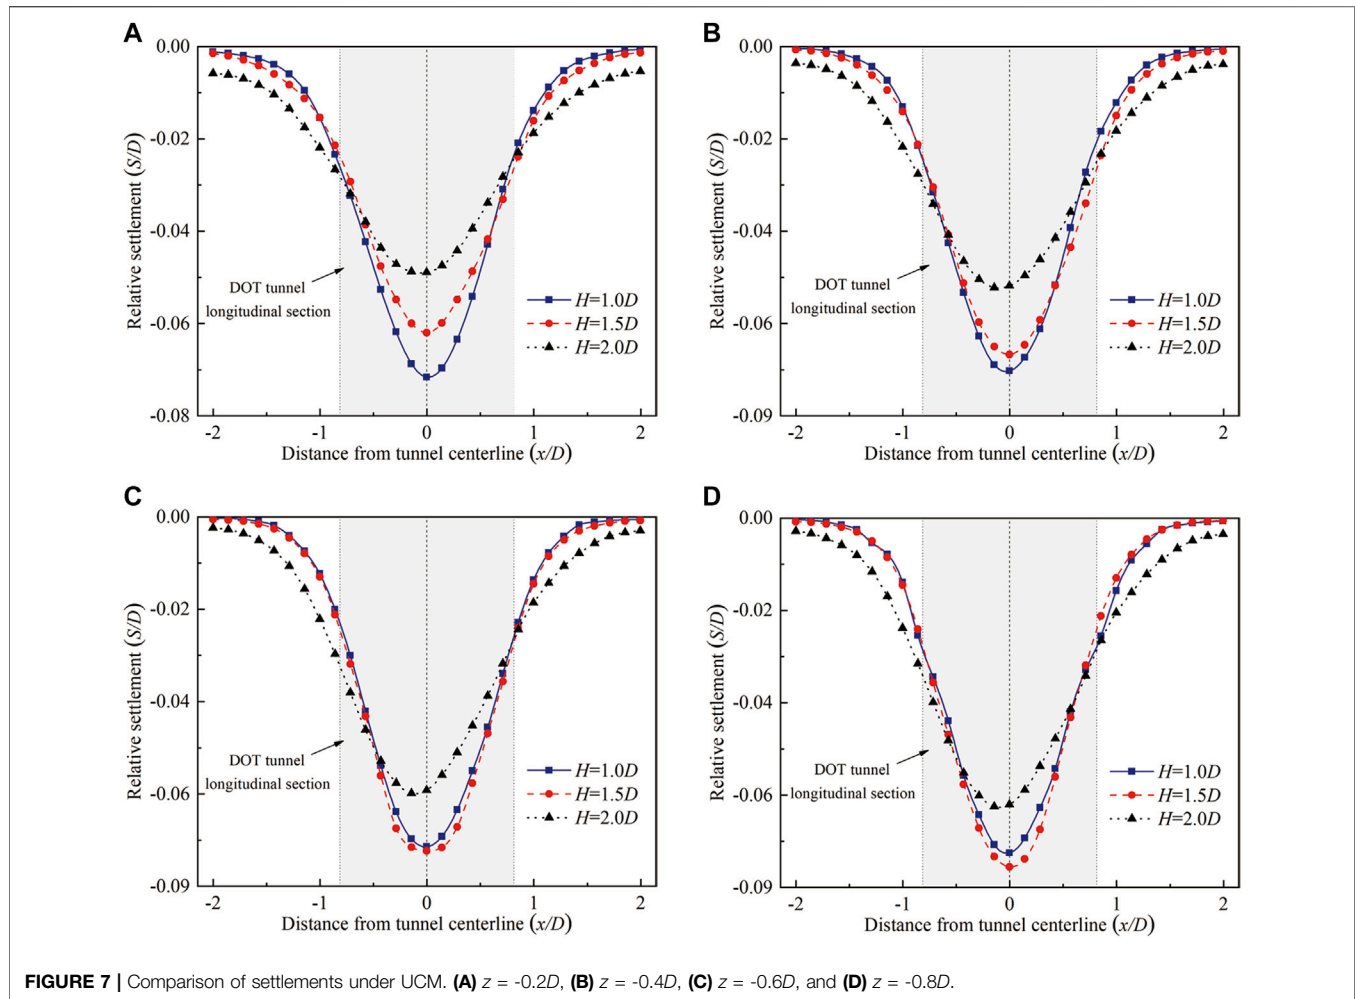 A
0.00
-0.02
-0.04
-0.06
-0.08
Relative settlement (S/D)
DOT tunnel
longitudinal section
H=1.0D
H=1.5D
H=2.0D
-2
-1
0
1
2
Distance from tunnel centerline (x/D)
B
0.00
-0.02
-0.04
-0.06
-0.09
Relative settlement (S/D)
DOT tunnel
longitudinal section
H=1.0D
H=1.5D
H=2.0D
-2
-1
0
1
2
Distance from tunnel centerline (x/D)
C
0.00
-0.02
-0.04
-0.06
-0.09
Relative settlement (S/D)
DOT tunnel
longitudinal section
H=1.0D
H=1.5D
H=2.0D
-2
-1
0
1
2
Distance from tunnel centerline (x/D)
D
0.00
-0.02
-0.04
-0.06
-0.09
Relative settlement (S/D)
DOT tunnel
longitudinal section
H=1.0D
H=1.5D
H=2.0D
-2
-1
0
1
2
Distance from tunnel centerline (x/D)
FIGURE 7 | Comparison of settlements under UCM. (A) z = -0.2D, (B) z = -0.4D, (C) z = -0.6D, and (D) z = -0.8D.